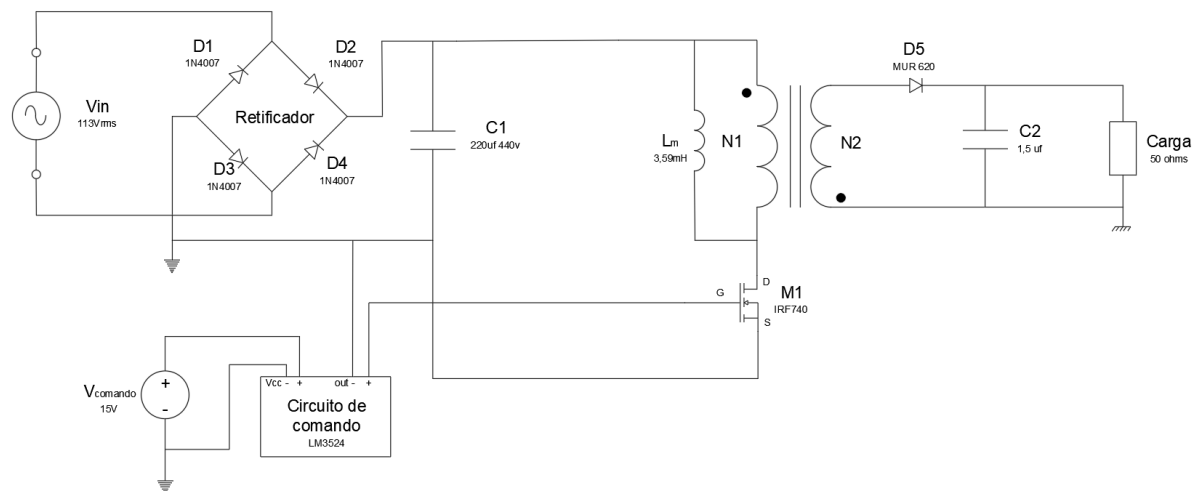 D1
1N4007
D2
1N4007
Vin
113Vrms
Retificador
D3
1N4007
D4
1N4007
C1
220uf 440v
Lm
3,59mH
N1
N2
D5
MUR 620
C2
1,5 uf
Carga
50 ohms
G
D
S
M1
IRF740
Vcomando
15V
+
-
Vcc - +
out - +
Circuito de
comando
LM3524